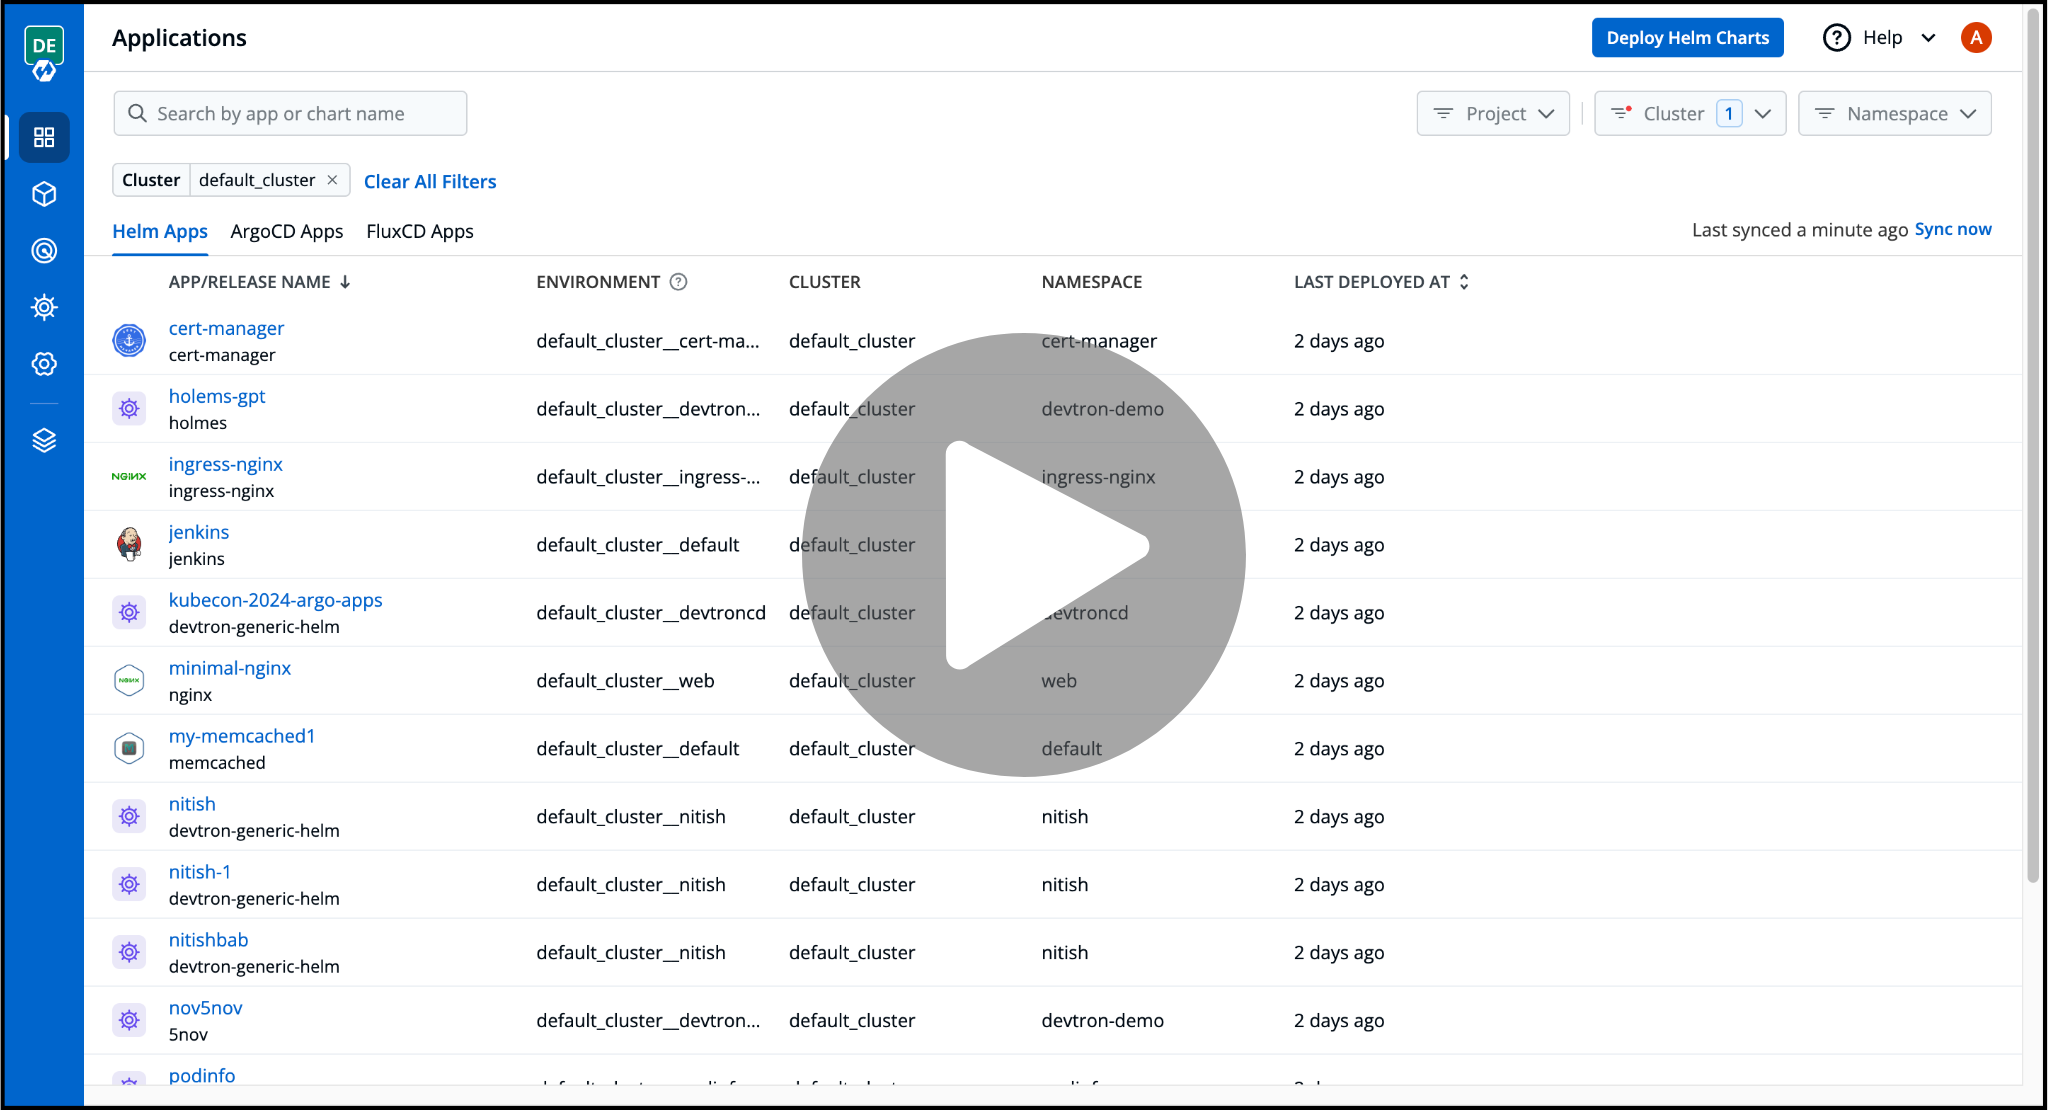 DE
Applications
Deploy Helm Charts
? Help
A
Search by app or chart name
Project
Cluster 1
Namespace
Cluster default_cluster ×
Clear All Filters
Helm Apps ArgoCD Apps FluxCD Apps
Last synced a minute ago Sync now
APP/RELEASE NAME ↓ ENVIRONMENT ? CLUSTER NAMESPACE LAST DEPLOYED AT
cert-manager
cert-manager
default_cluster__cert-ma... default_cluster cert-manager 2 days ago
holems-gpt
holmes
default_cluster__devtron... default_cluster devtron-demo 2 days ago
NGINX
ingress-nginx
ingress-nginx
default_cluster__ingress-... default_cluster ingress-nginx 2 days ago
jenkins
jenkins
default_cluster__default default_cluster default_cluster 2 days ago
kubecon-2024-argo-apps
devtron-generic-helm
default_cluster__devtroncd default_cluster evtroncd 2 days ago
NGINX
minimal-nginx
nginx
default_cluster__web default_cluster web 2 days ago
my-memcached1
memcached
default_cluster__default default_cluster default 2 days ago
nitish
devtron-generic-helm
default_cluster__nitish default_cluster nitish 2 days ago
nitish-1
devtron-generic-helm
default_cluster__nitish default_cluster nitish 2 days ago
nitishbab
devtron-generic-helm
default_cluster__nitish default_cluster nitish 2 days ago
nov5nov
5nov
default_cluster__devtron... default_cluster devtron-demo 2 days ago
podinfo